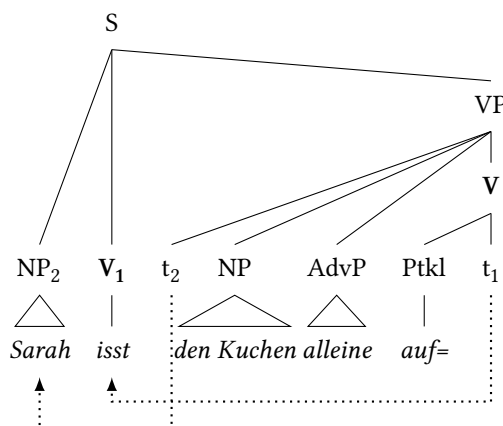 S
VP
V
NP₂ V₁ t₂ NP AdvP Ptkl t₁
Sarah isst den Kuchen alleine auf=